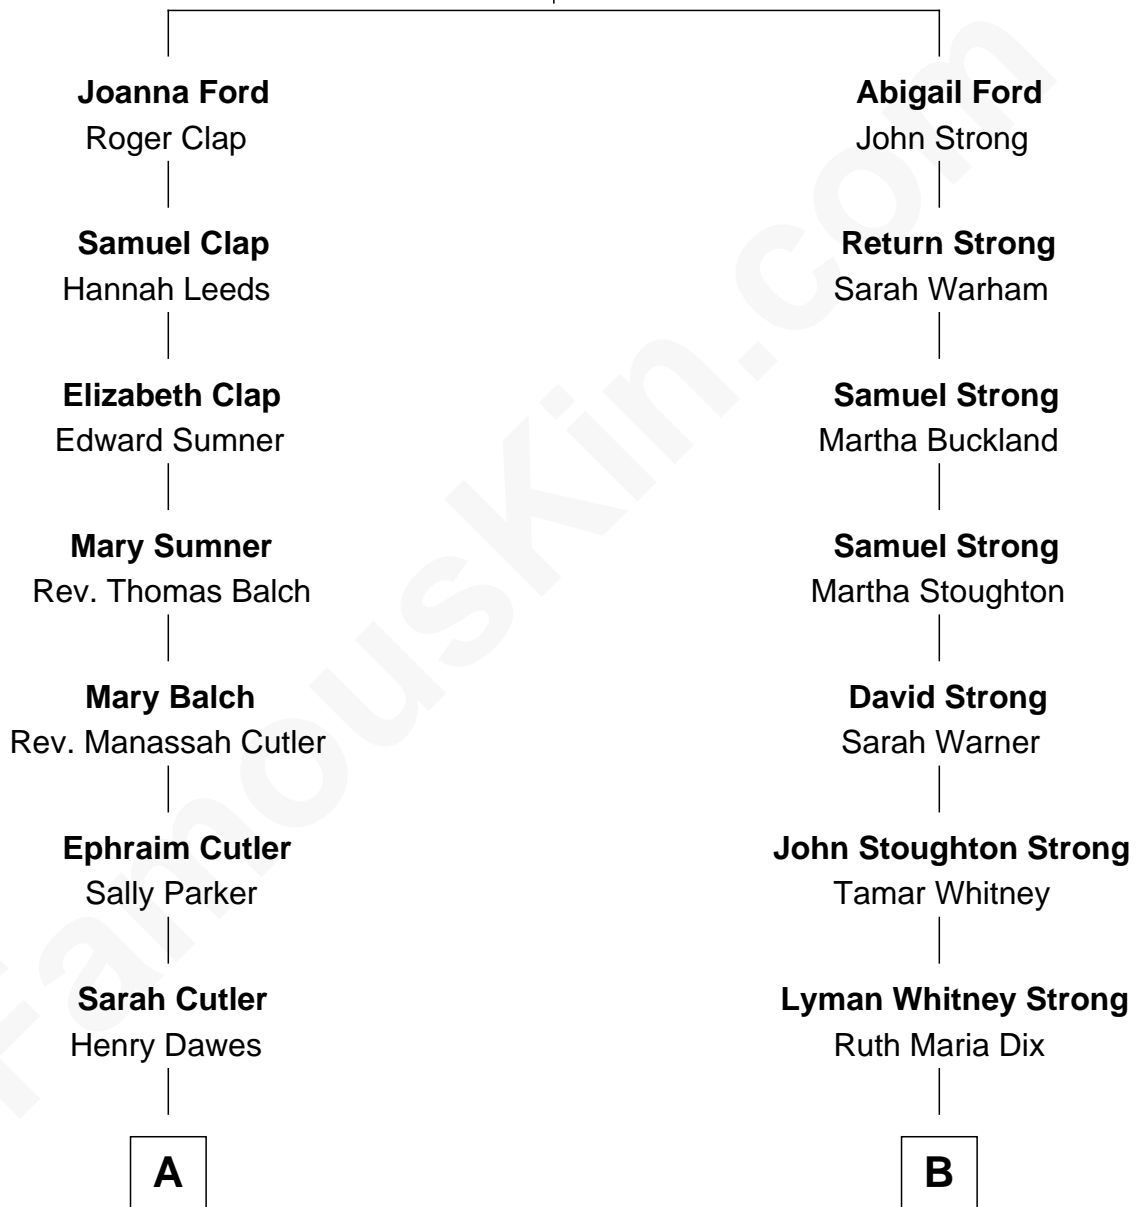 Joanna Ford
Roger Clap
Samuel Clap
Hannah Leeds
Elizabeth Clap
Edward Sumner
Mary Sumner
Rev. Thomas Balch
Mary Balch
Rev. Manassah Cutler
Ephraim Cutler
Sally Parker
Sarah Cutler
Henry Dawes
A
Abigail Ford
John Strong
Return Strong
Sarah Warham
Samuel Strong
Martha Buckland
Samuel Strong
Martha Stoughton
David Strong
Sarah Warner
John Stoughton Strong
Tamar Whitney
Lyman Whitney Strong
Ruth Maria Dix
B
FamousKin.com